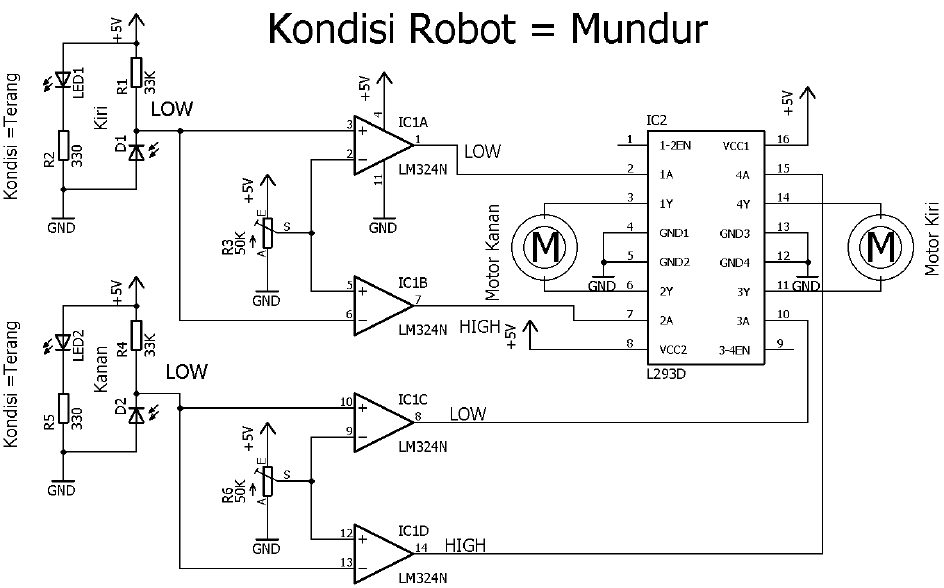 Kondisi Robot = Mundur
Kondisi =Terang
+5V
LED1
R2
330
R1
33K
Kiri
D1
LOW
GND
+5V
E
S
A
R3
50K
GND
+5V
4
3
2
1
11
IC1A
LM324N
GND
LOW
5
6
7
IC1B
LM324N
HIGH
Kondisi =Terang
+5V
LED2
R5
330
R4
33K
Kanan
D2
LOW
GND
+5V
E
S
A
R6
50K
GND
10
9
8
IC1C
LM324N
LOW
12
13
14
IC1D
LM324N
HIGH
Motor Kanan
M
GND
+5V
IC2
1 1-2EN VCC1 16
2 1A 4A 15
3 1Y 4Y 14
4 GND1 GND3 13
5 GND2 GND4 12
6 2Y 3Y 11
7 2A 3A 10
8 VCC2 3-4EN 9
L293D
+5V
GND
M
Motor Kiri